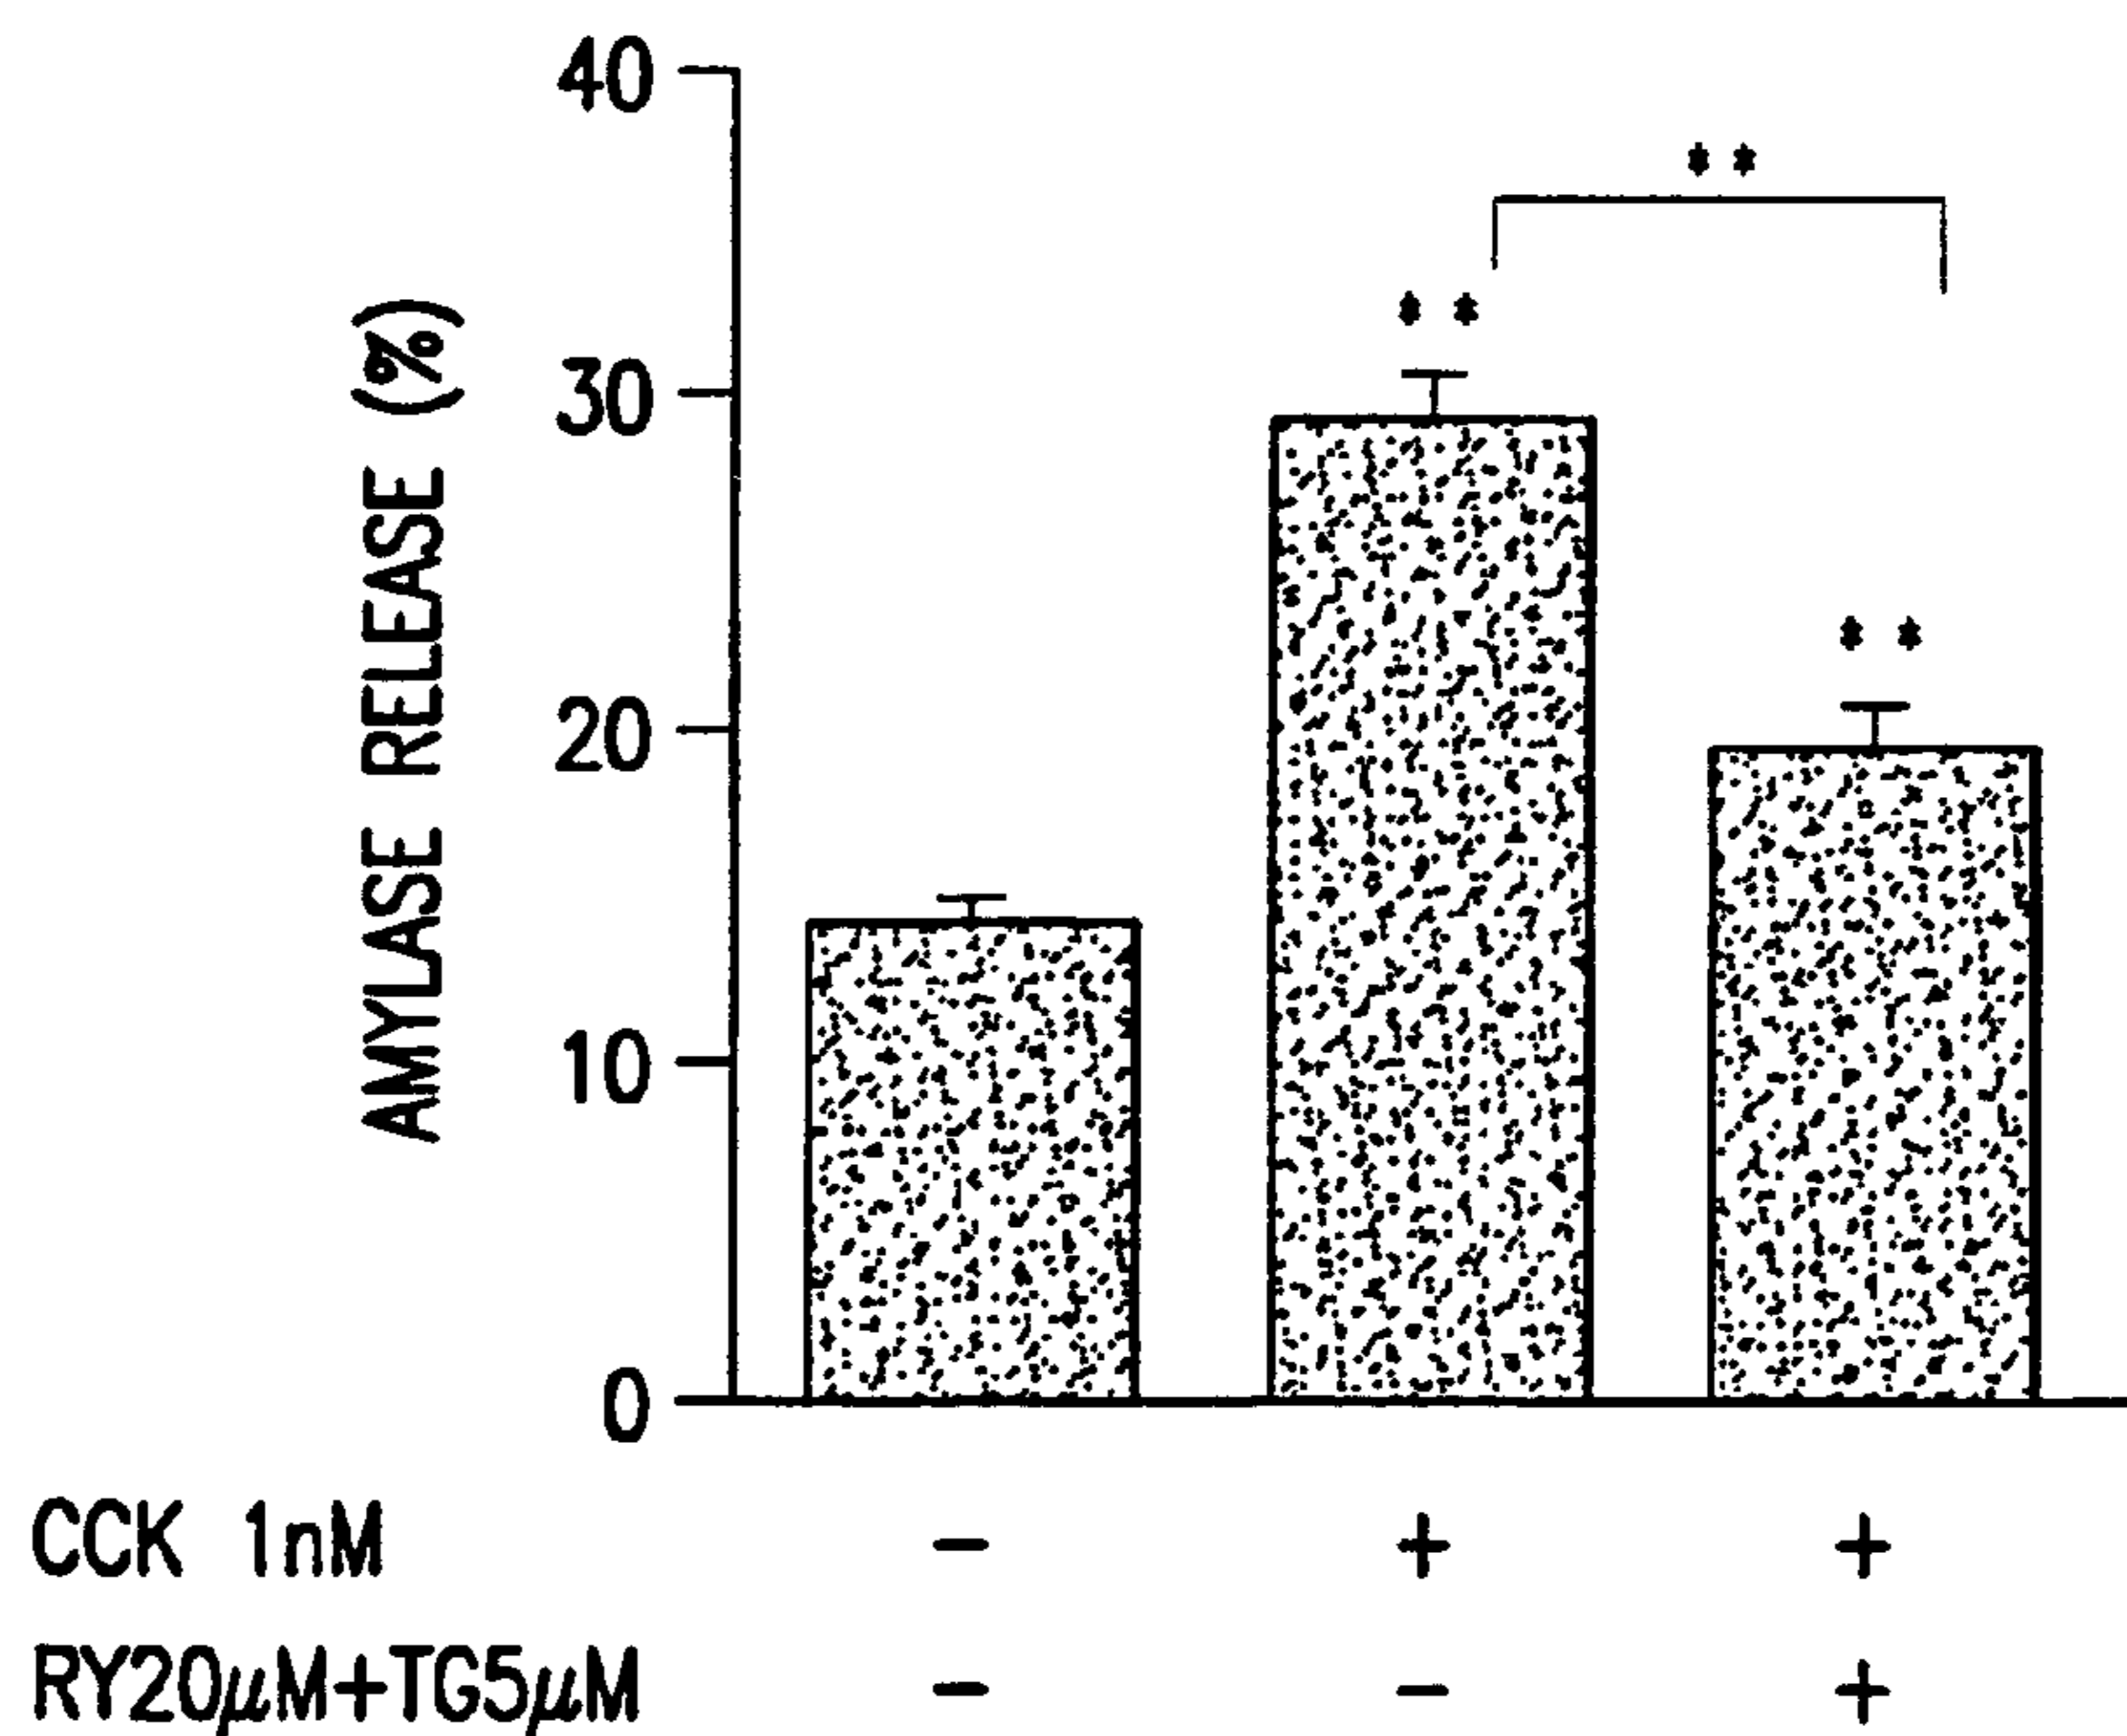 40
**
**
AMYLASE RELEASE (%)
30
**
20
10
0
CCK 1nM - + +
RY20μM+TG5μM - - +